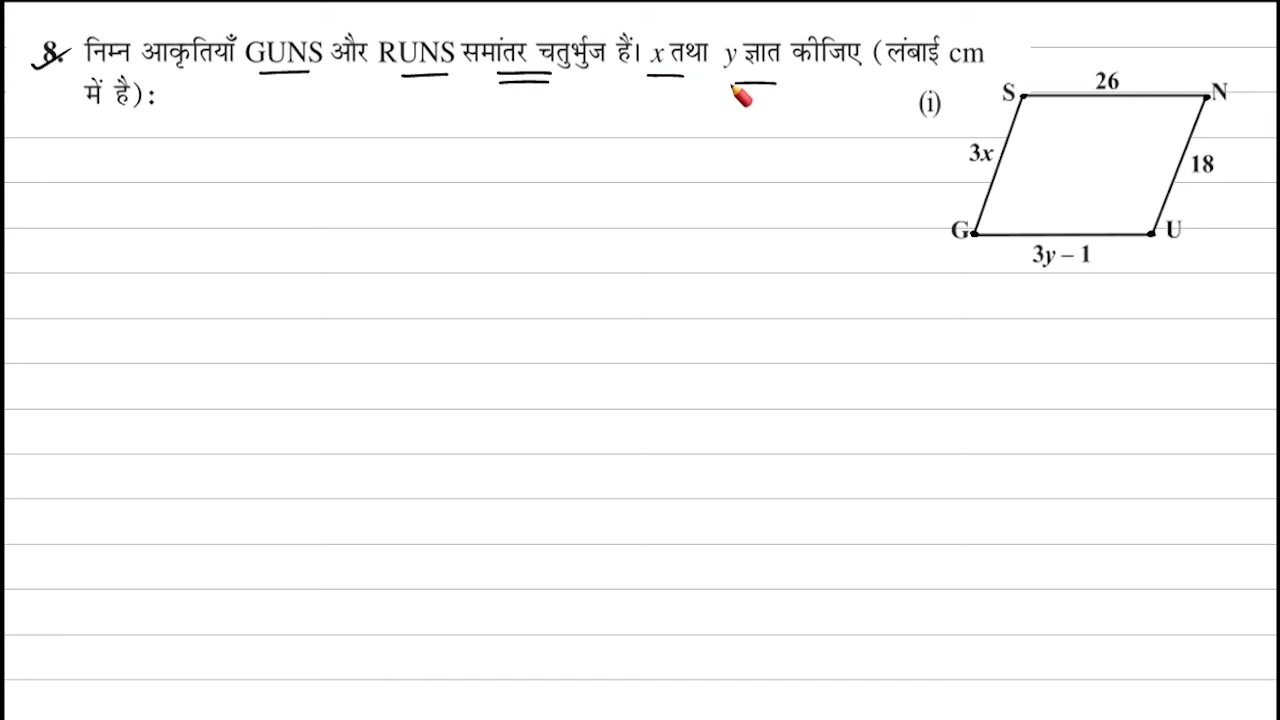 8. निम्न आकृतियाँ GUNS और RUNS समांतर चतुर्भुज हैं। x तथा y ज्ञात कीजिए (लंबाई cm
में है):
(i)
S 26 N
3x 18
G U
3y – 1